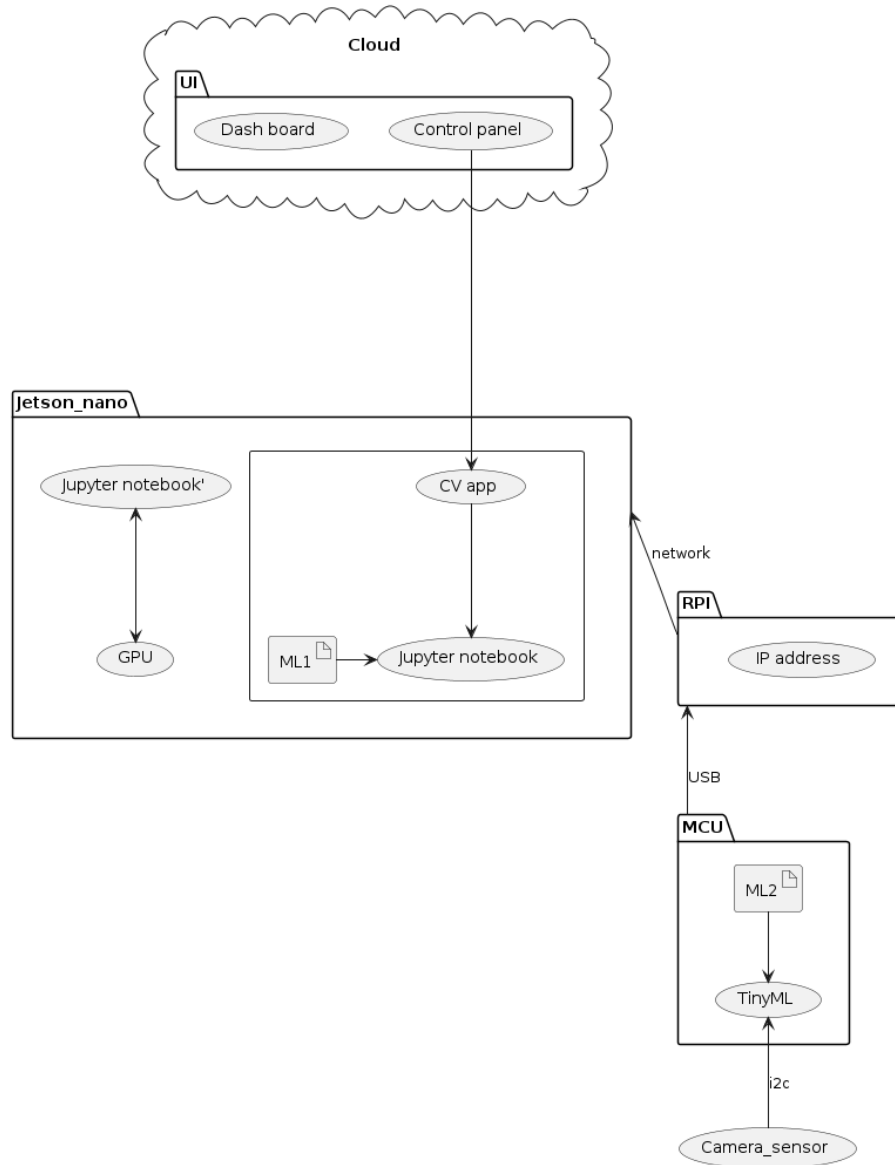 Cloud
UI
Dash board
Control panel
Jetson_nano
Jupyter notebook'
CV app
network
RPI
GPU
ML1
Jupyter notebook
IP address
USB
MCU
ML2
TinyML
i2c
Camera_sensor